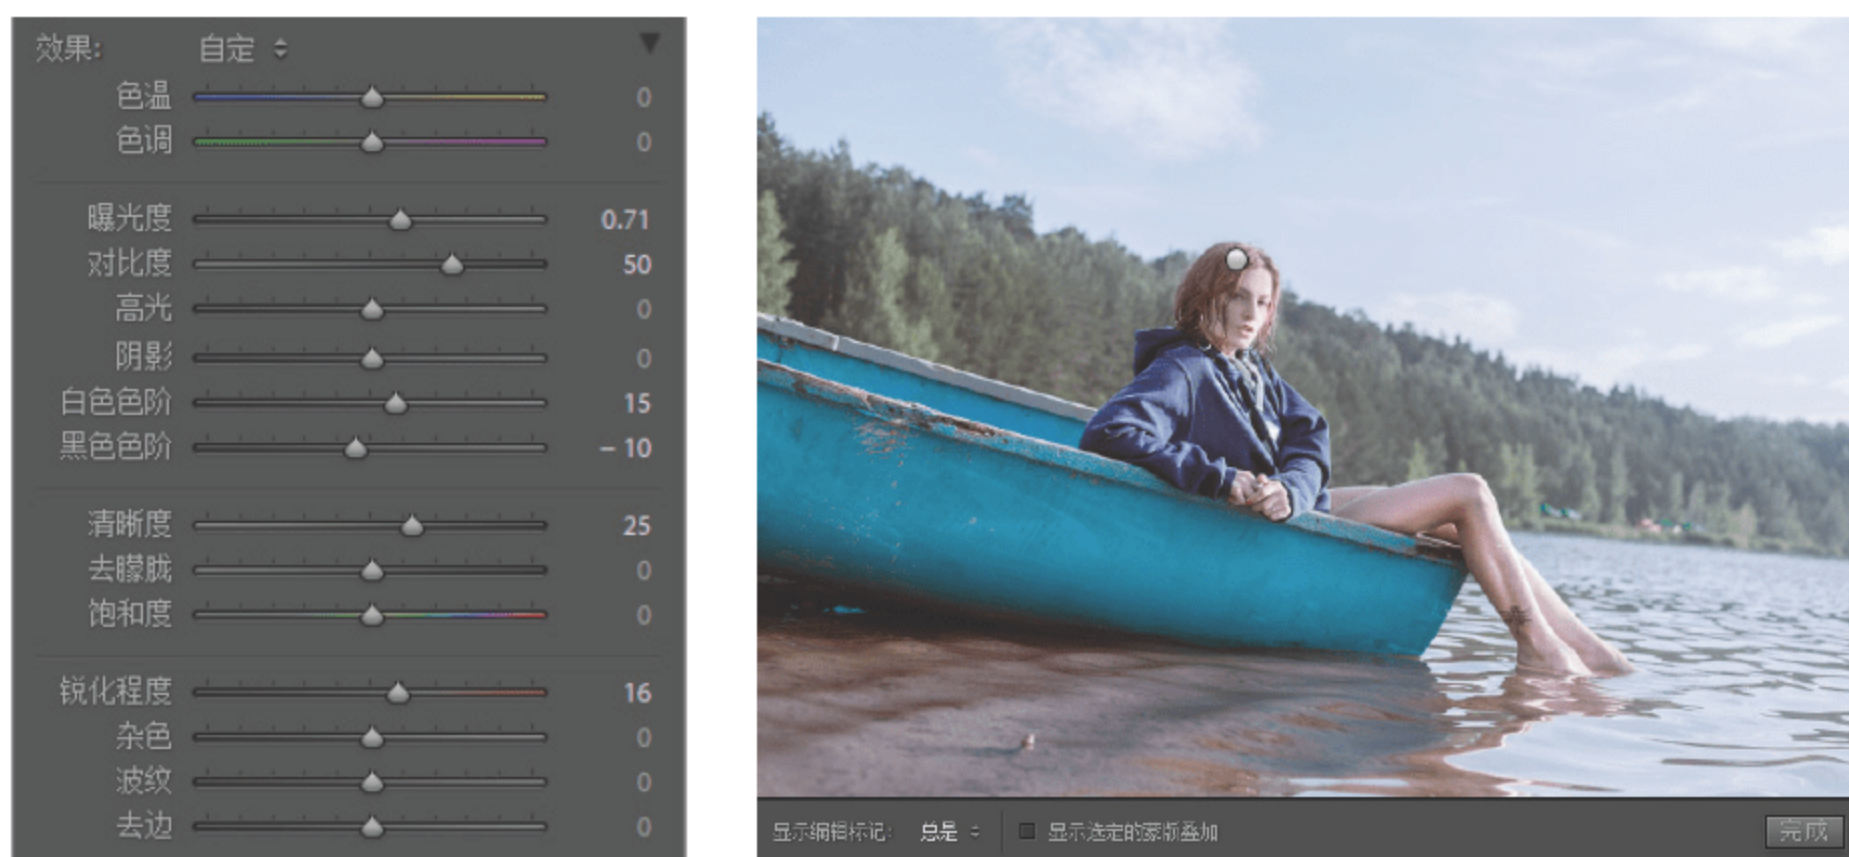 效果: 自定
色温 0
色调 0
曝光度 0.71
对比度 50
高光 0
阴影 0
白色色阶 15
黑色色阶 – 10
清晰度 25
去朦胧 0
饱和度 0
锐化程度 16
杂色 0
波纹 0
去边 0
显示编辑标记: 总是 显示选定的蒙版叠加 完成